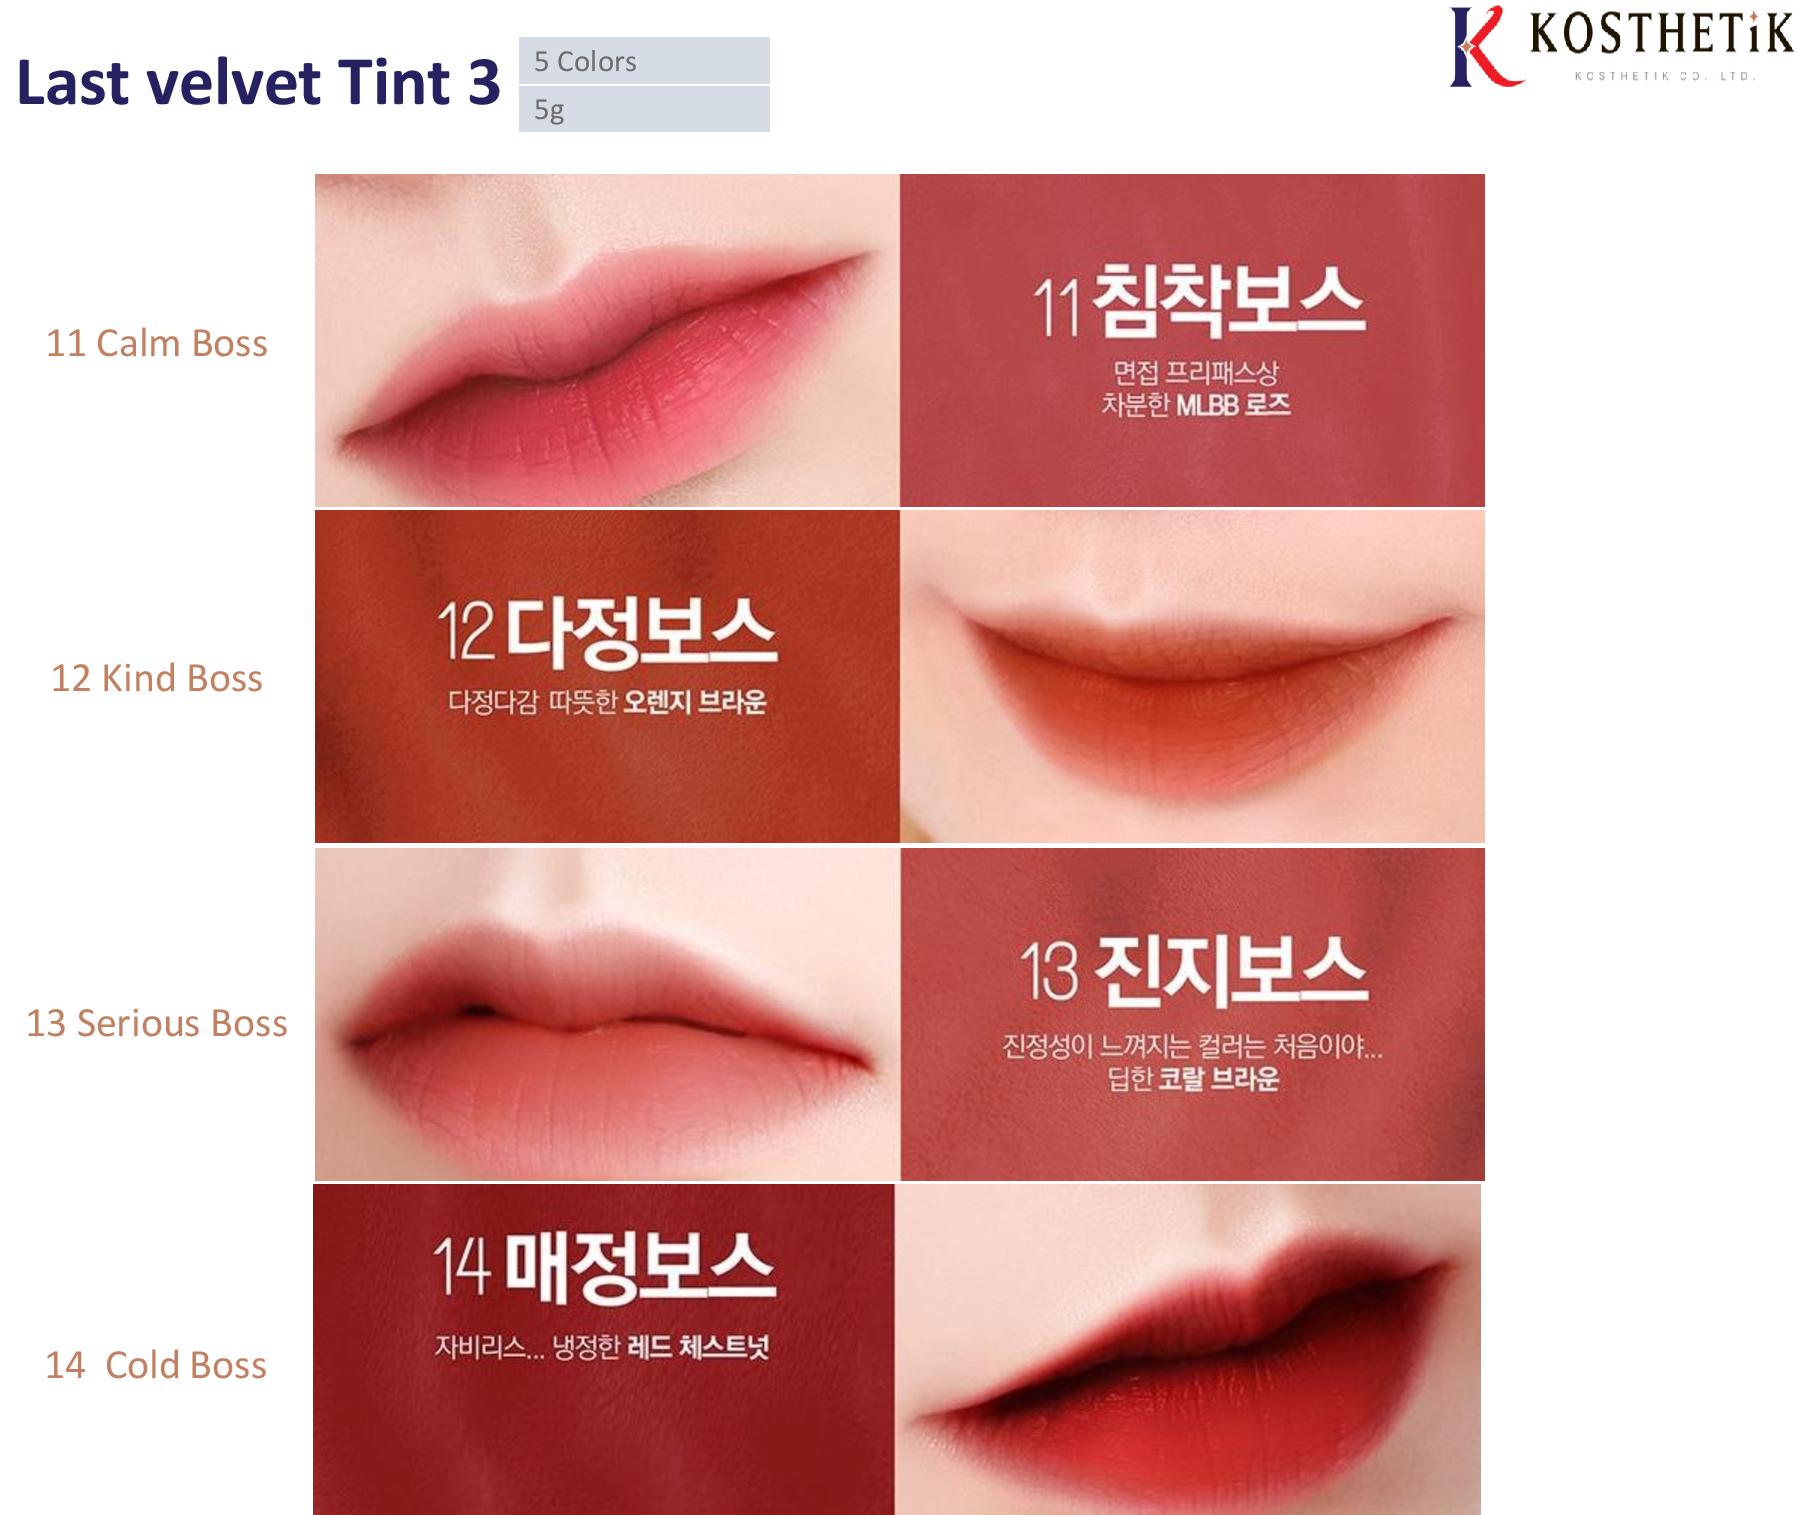 Last velvet Tint 3
5 Colors
5g
KOSTHETiK
KOSTHETIK CO. LTD.
11 Calm Boss
11 침착보스
면접 프리패스상
차분한 MLBB 로즈
12 Kind Boss
12 다정보스
다정다감 따뜻한 오렌지 브라운
13 Serious Boss
13 진지보스
진정성이 느껴지는 컬러는 처음이야...
딥한 코랄 브라운
14 Cold Boss
14 매정보스
자비리스... 냉정한 레드 체스트넛